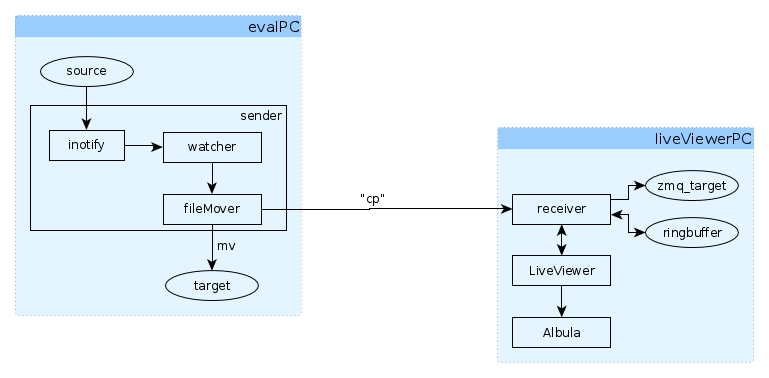 evalPC
source
sender
inotify
watcher
fileMover
mv
target
"cp"
liveViewerPC
zmq_target
receiver
ringbuffer
LiveViewer
Albula